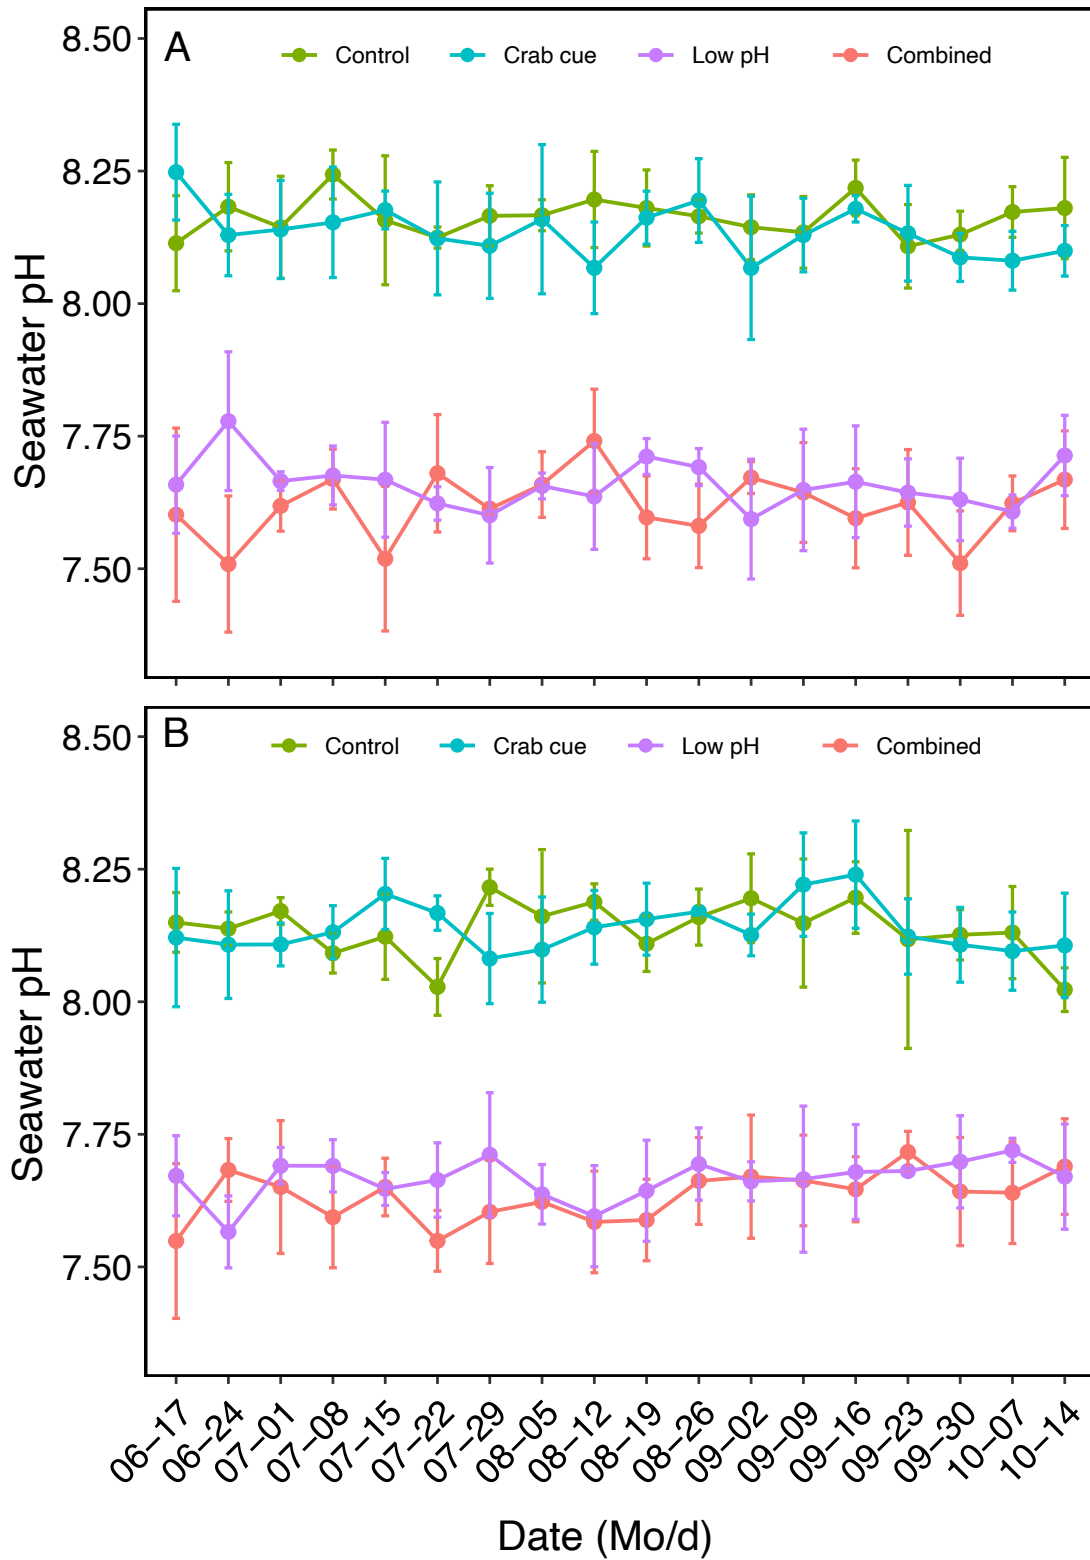 A
Control Crab cue Low pH Combined
8.50
8.25
8.00
7.75
7.50
Seawater pH
B
Control Crab cue Low pH Combined
8.50
8.25
8.00
7.75
7.50
Seawater pH
06–17 06–24 07–01 07–08 07–15 07–22 07–29 08–05 08–12 08–19 08–26 09–02 09–09 09–16 09–23 09–30 10–07 10–14
Date (Mo/d)